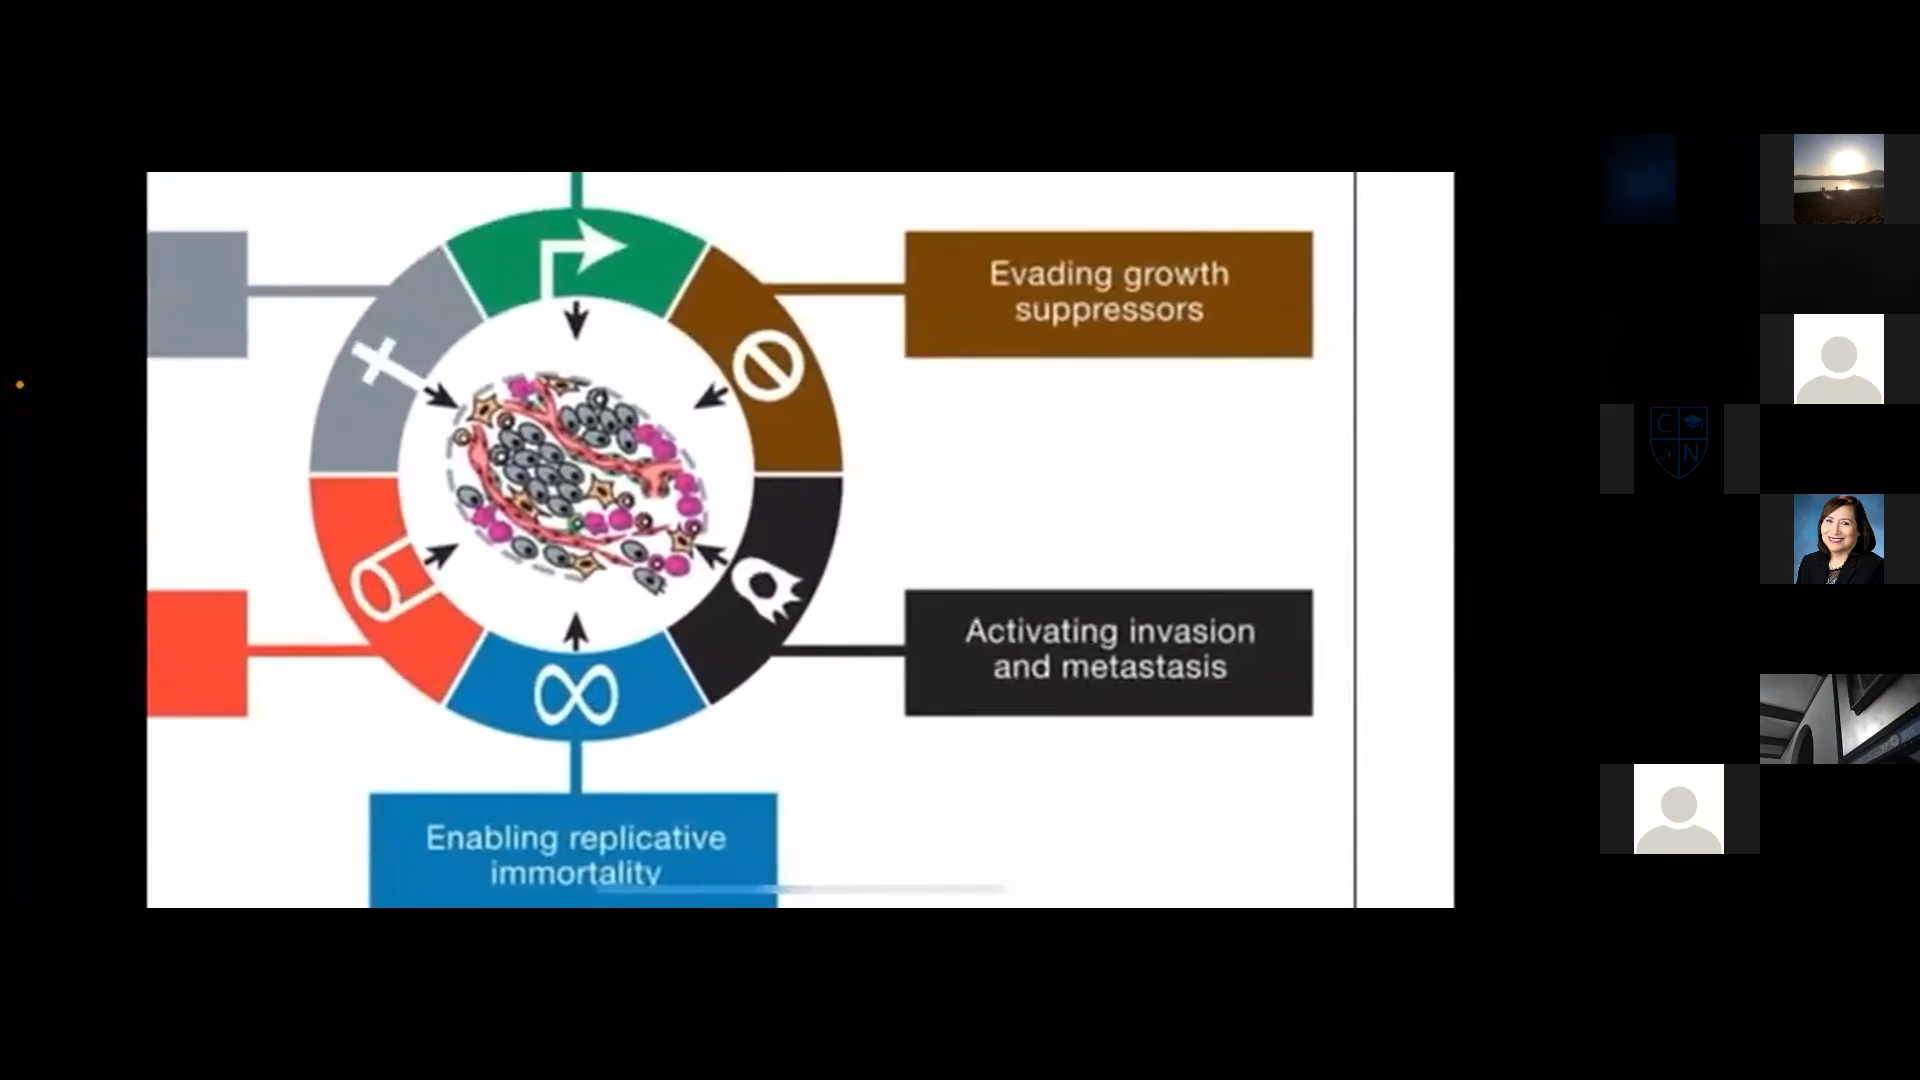 Evading growth
suppressors
Activating invasion
and metastasis
Enabling replicative
immortality
C
N